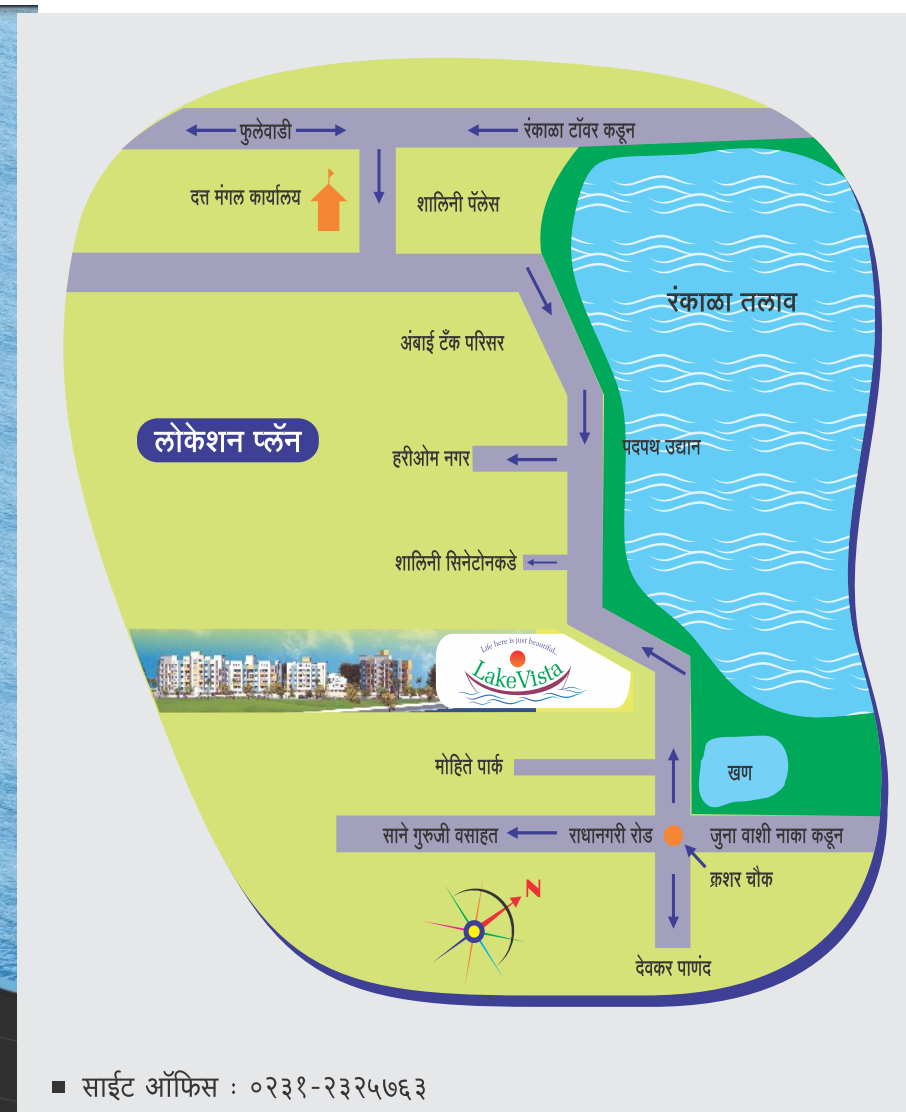 फुलेवाडी
रंकाळा टॉवर कडून
दत्त मंगल कार्यालय
शालिनी पॅलेस
रंकाळा तलाव
अंबाई टँक परिसर
लोकेशन प्लॅन
हरीओम नगर
पदपथ उद्यान
शालिनी सिनेटोनकडे
Life here is just beautiful..
LakeVista
मोहिते पार्क
खण
साने गुरुजी वसाहत
राधानगरी रोड
जुना वाशी नाका कडून
क्रशर चौक
N
देवकर पाणंद
■ साईट ऑफिस : ०२३१-२३२५७६३